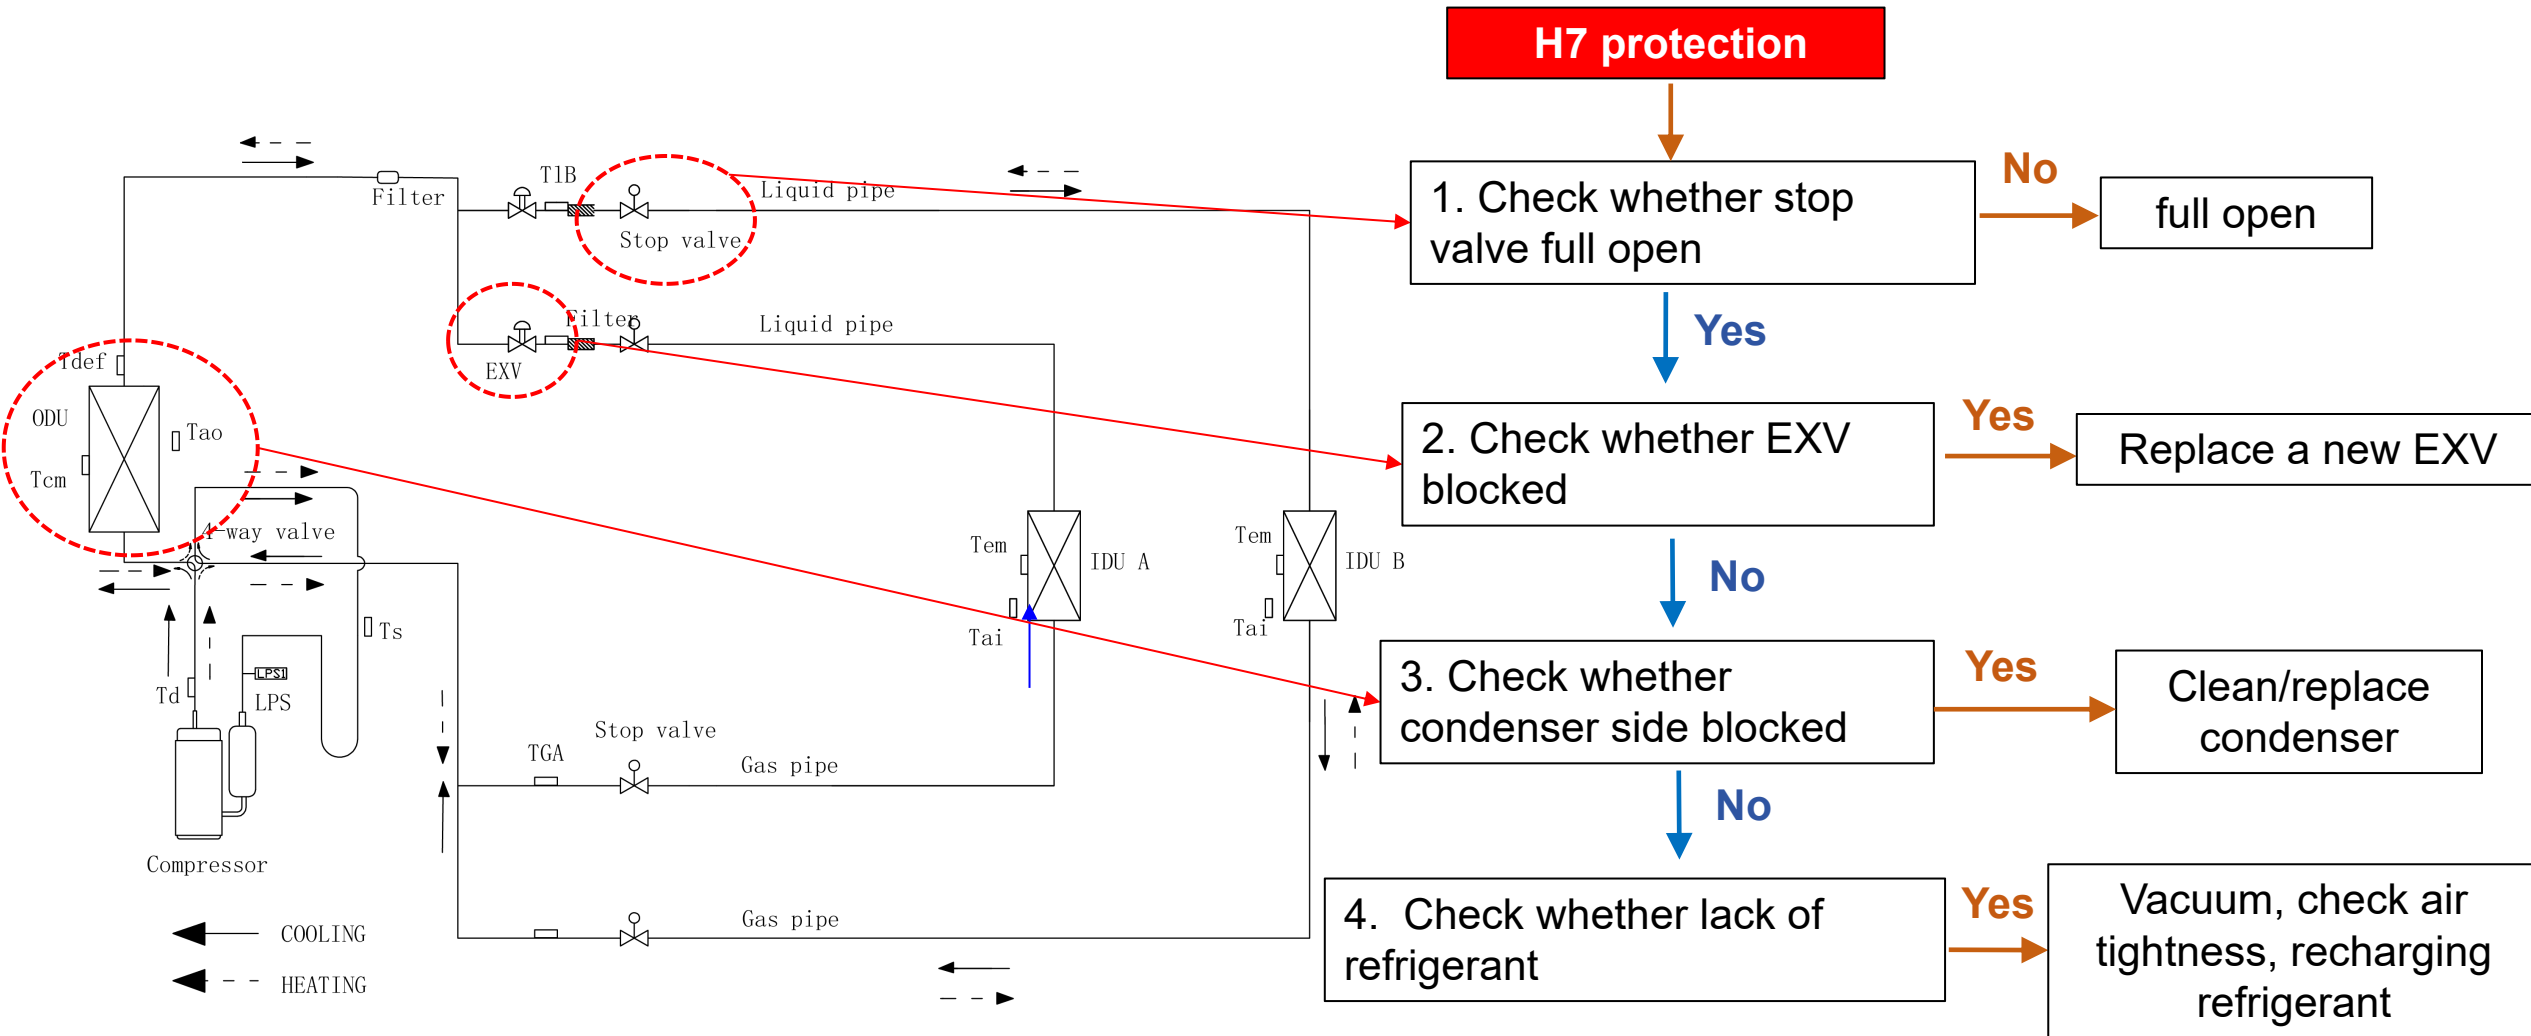 H7 protection
1. Check whether stop
valve full open
No
full open
Yes
2. Check whether EXV
blocked
Yes
Replace a new EXV
No
3. Check whether
condenser side blocked
Yes
Clean/replace
condenser
No
4. Check whether lack of
refrigerant
Yes
Vacuum, check air
tightness, recharging
refrigerant
Filter
T1B
Stop valve
Liquid pipe
Filter
EXV
Liquid pipe
Tdef
ODU
Tao
Tcm
4-way valve
Ts
Td
LPS1
LPS
Compressor
Tem
IDU A
Tai
Tem
IDU B
Tai
TGA
Stop valve
Gas pipe
Gas pipe
COOLING
HEATING